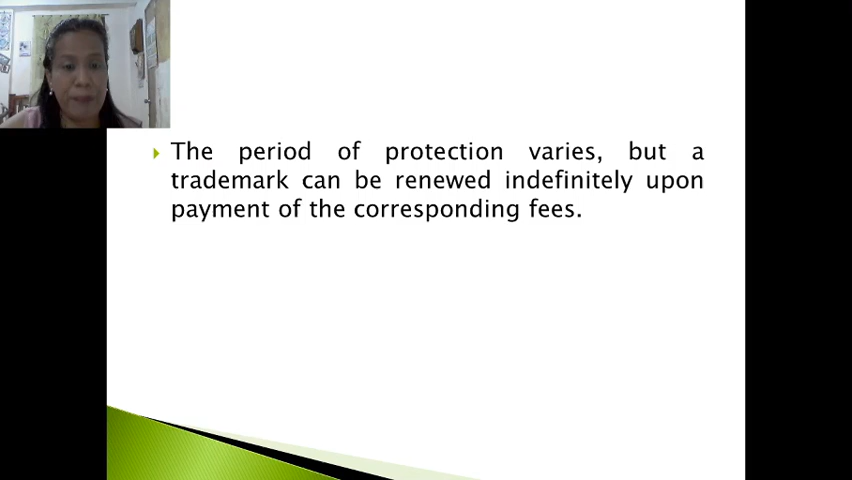 The period of protection varies, but a
trademark can be renewed indefinitely upon
payment of the corresponding fees.